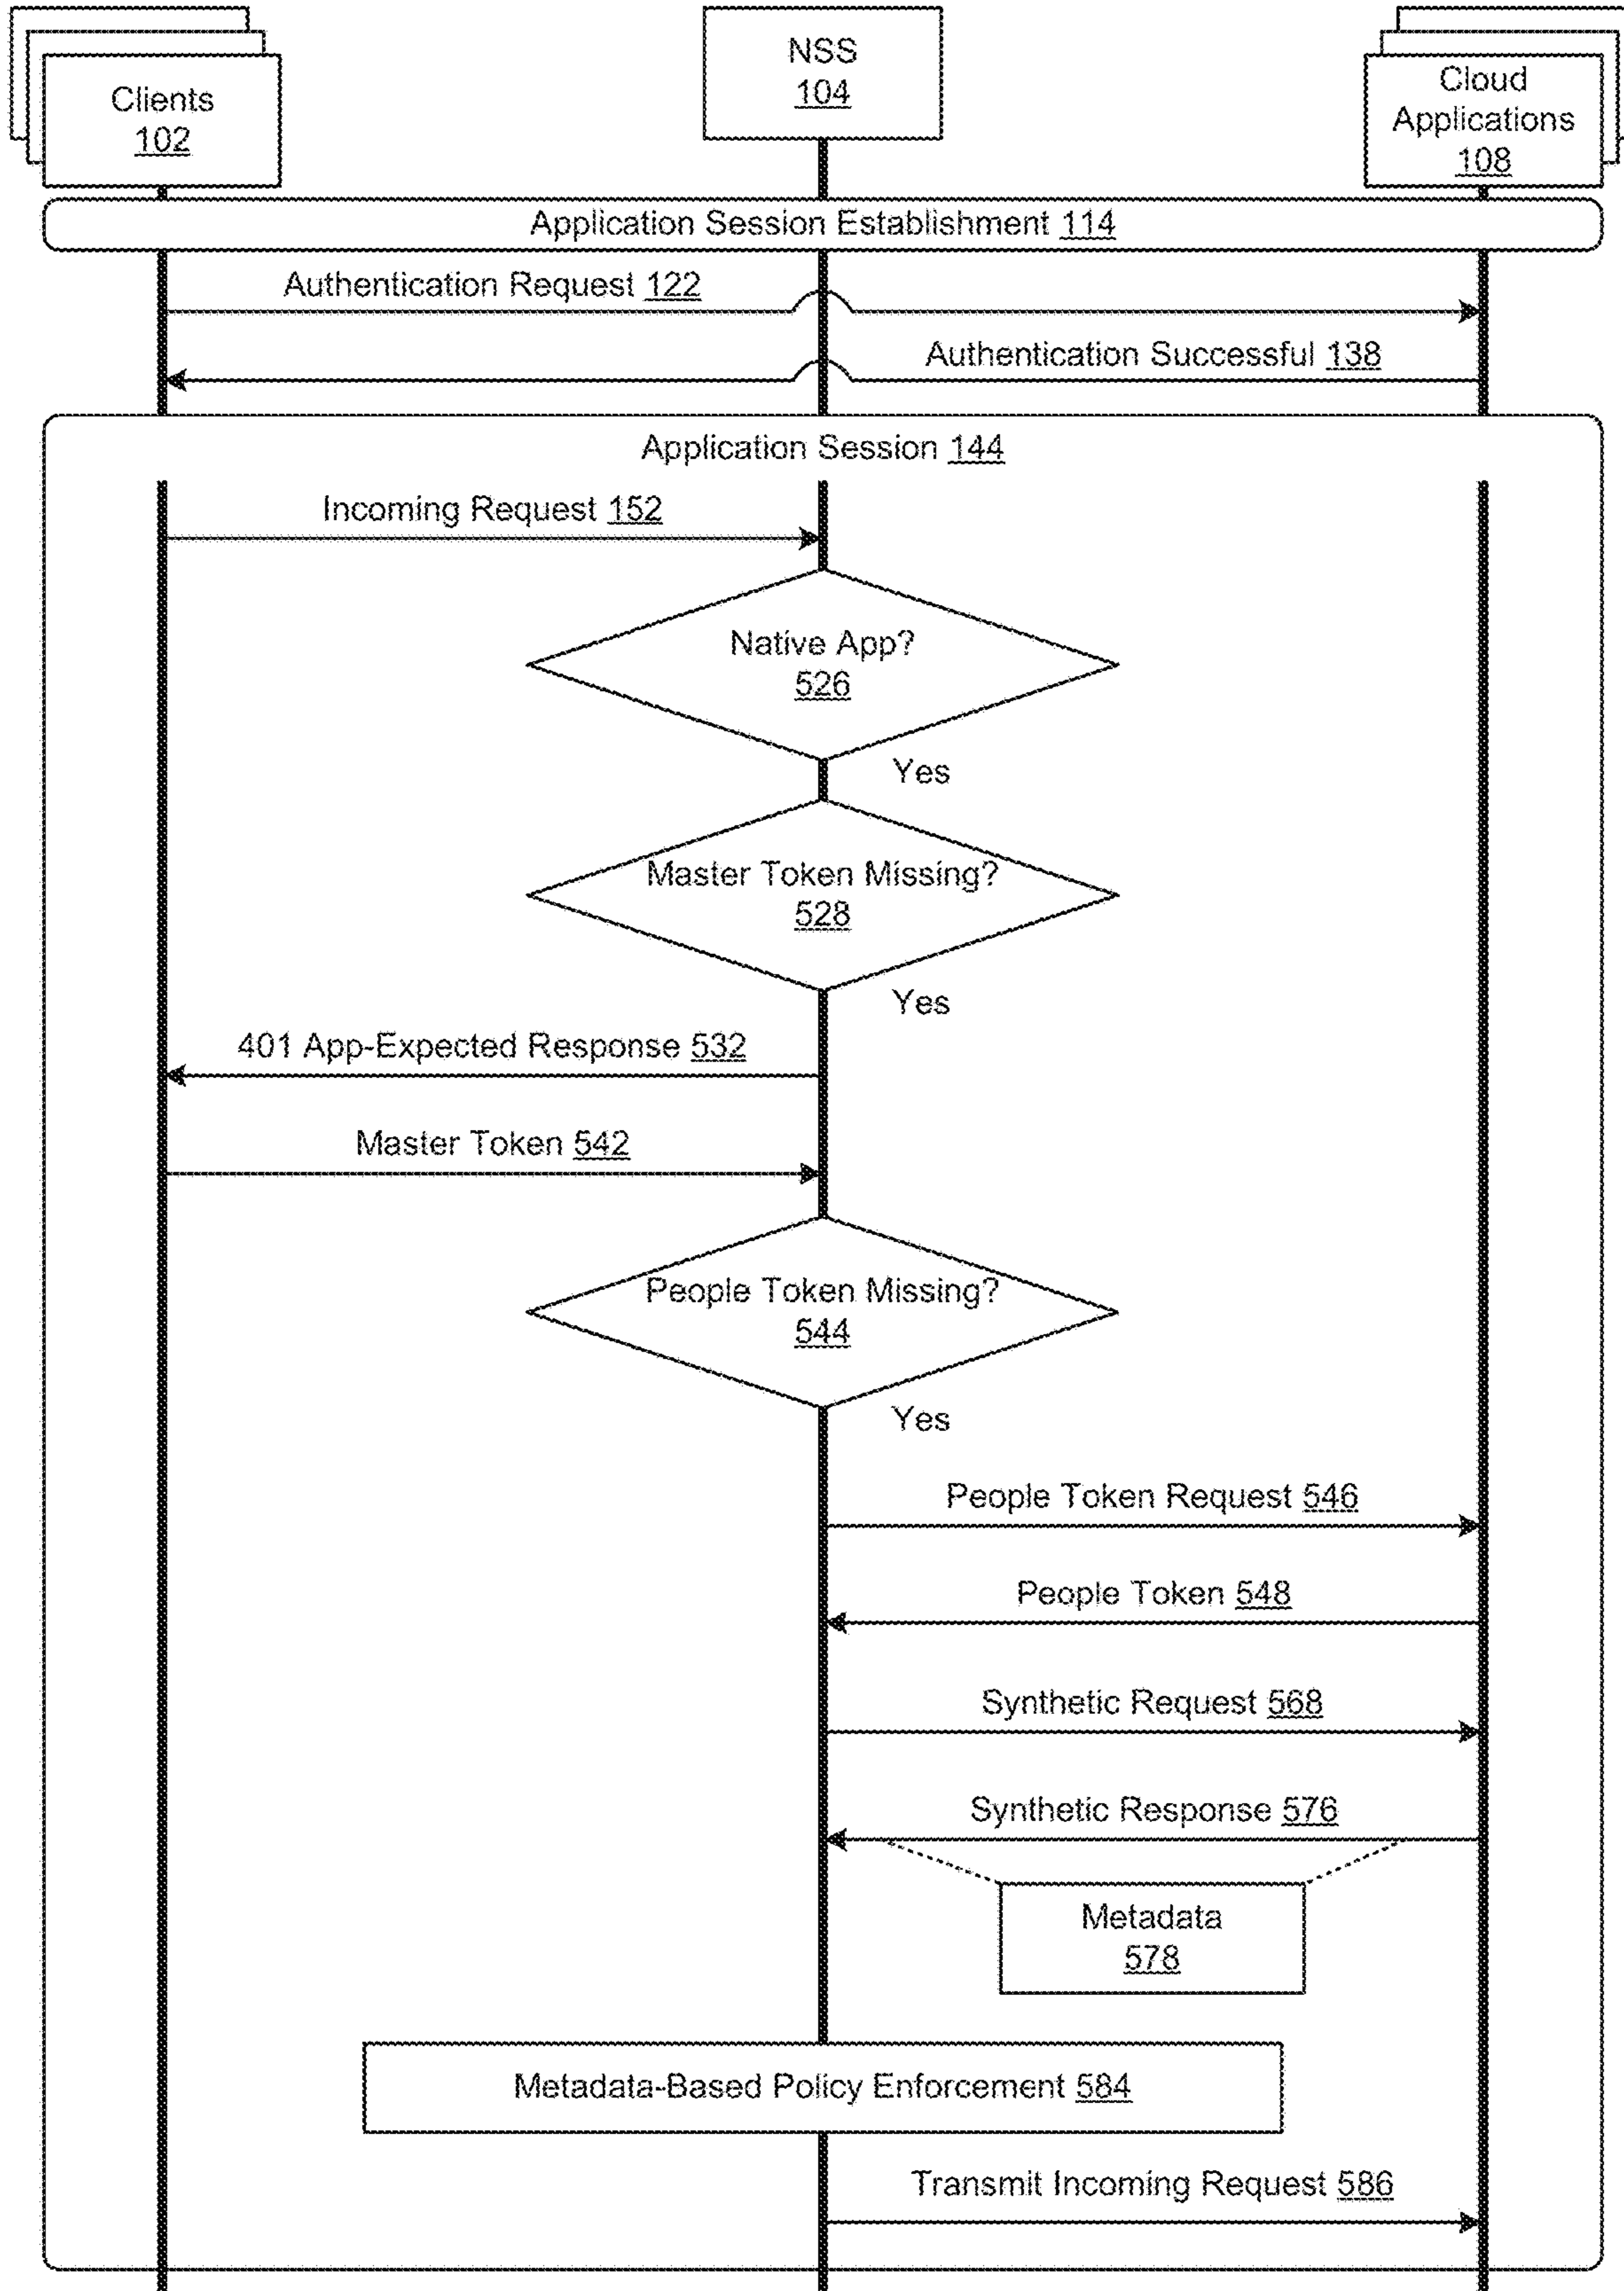 Clients
102
NSS
104
Cloud
Applications
108
Application Session Establishment 114
Authentication Request 122
Authentication Successful 138
Application Session 144
Incoming Request 152
Native App?
526
Yes
Master Token Missing?
528
Yes
401 App-Expected Response 532
Master Token 542
People Token Missing?
544
Yes
People Token Request 546
People Token 548
Synthetic Request 568
Synthetic Response 576
Metadata
578
Metadata-Based Policy Enforcement 584
Transmit Incoming Request 586